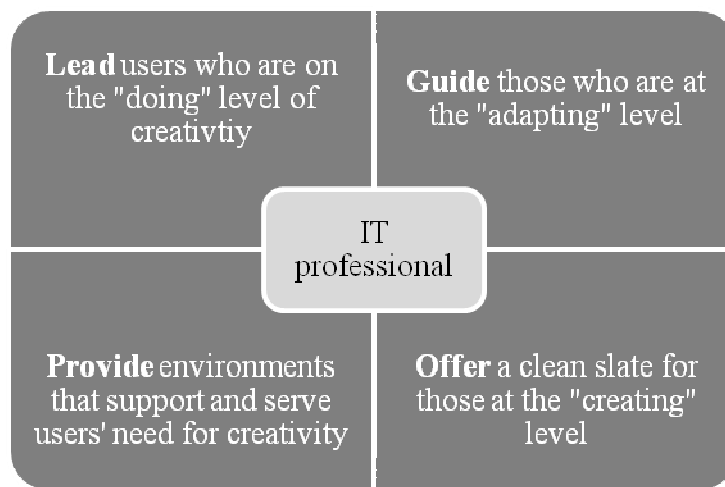 Lead users who are on
the "doing" level of
creativtiy
Guide those who are at
the "adapting" level
IT
professional
Provide environments
that support and serve
users' need for creativity
Offer a clean slate for
those at the "creating"
level